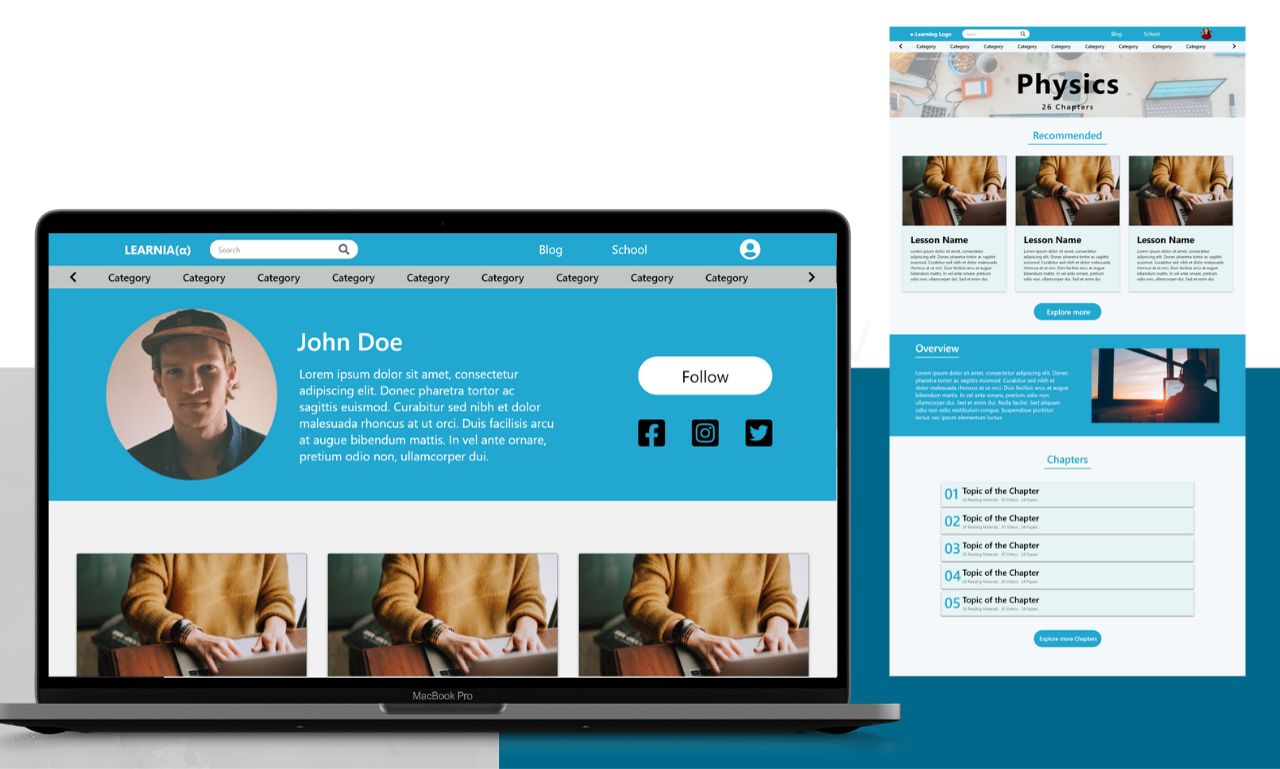 LEARNIA(α)
Search
Blog
School
Category Category Category Category Category Category Category Category Category
John Doe
Lorem ipsum dolor sit amet, consectetur
adipiscing elit. Donec pharetra tortor ac
sagittis euismod. Curabitur sed nibh et dolor
malesuada rhoncus at ut orci. Duis facilisis arcu
at augue bibendum mattis. In vel ante ornare,
pretium odio non, ullamcorper dui.
Follow
MacBook Pro
e-Learning Logo
Search
Blog
School
Category Category Category Category Category Category Category Category Category
Physics
26 Chapters
Recommended
Lesson Name
Lorem ipsum dolor sit amet, consectetur
adipiscing elit. Donec pharetra tortor ac sagittis
euismod. Curabitur sed nibh et dolor malesuada
rhoncus at ut orci. Duis facilisis arcu at augue
bibendum mattis. In vel ante ornare, pretium
odio non, ullamcorper dui. Sed et enim dui.
Lesson Name
Lorem ipsum dolor sit amet, consectetur
adipiscing elit. Donec pharetra tortor ac sagittis
euismod. Curabitur sed nibh et dolor malesuada
rhoncus at ut orci. Duis facilisis arcu at augue
bibendum mattis. In vel ante ornare, pretium
odio non, ullamcorper dui. Sed et enim dui.
Lesson Name
Lorem ipsum dolor sit amet, consectetur
adipiscing elit. Donec pharetra tortor ac sagittis
euismod. Curabitur sed nibh et dolor malesuada
rhoncus at ut orci. Duis facilisis arcu at augue
bibendum mattis. In vel ante ornare, pretium
odio non, ullamcorper dui. Sed et enim dui.
Explore more
Overview
Lorem ipsum dolor sit amet, consectetur adipiscing elit. Donec
pharetra tortor ac sagittis euismod. Curabitur sed nibh et
dolor malesuada rhoncus at ut orci. Duis facilisis arcu at
augue bibendum mattis. In vel ante ornare, pretium odio non,
ullamcorper dui. Sed et enim dui. Nulla facilisi. Sed aliquam
odio non odio vestibulum congue. Suspendisse porttitor
lectus nec ipsum elementum luctus.
Chapters
01 Topic of the Chapter
24 Reading Materials . 30 Videos . 24 Papers
02 Topic of the Chapter
24 Reading Materials . 30 Videos . 24 Papers
03 Topic of the Chapter
24 Reading Materials . 30 Videos . 24 Papers
04 Topic of the Chapter
24 Reading Materials . 30 Videos . 24 Papers
05 Topic of the Chapter
24 Reading Materials . 30 Videos . 24 Papers
Explore more Chapters